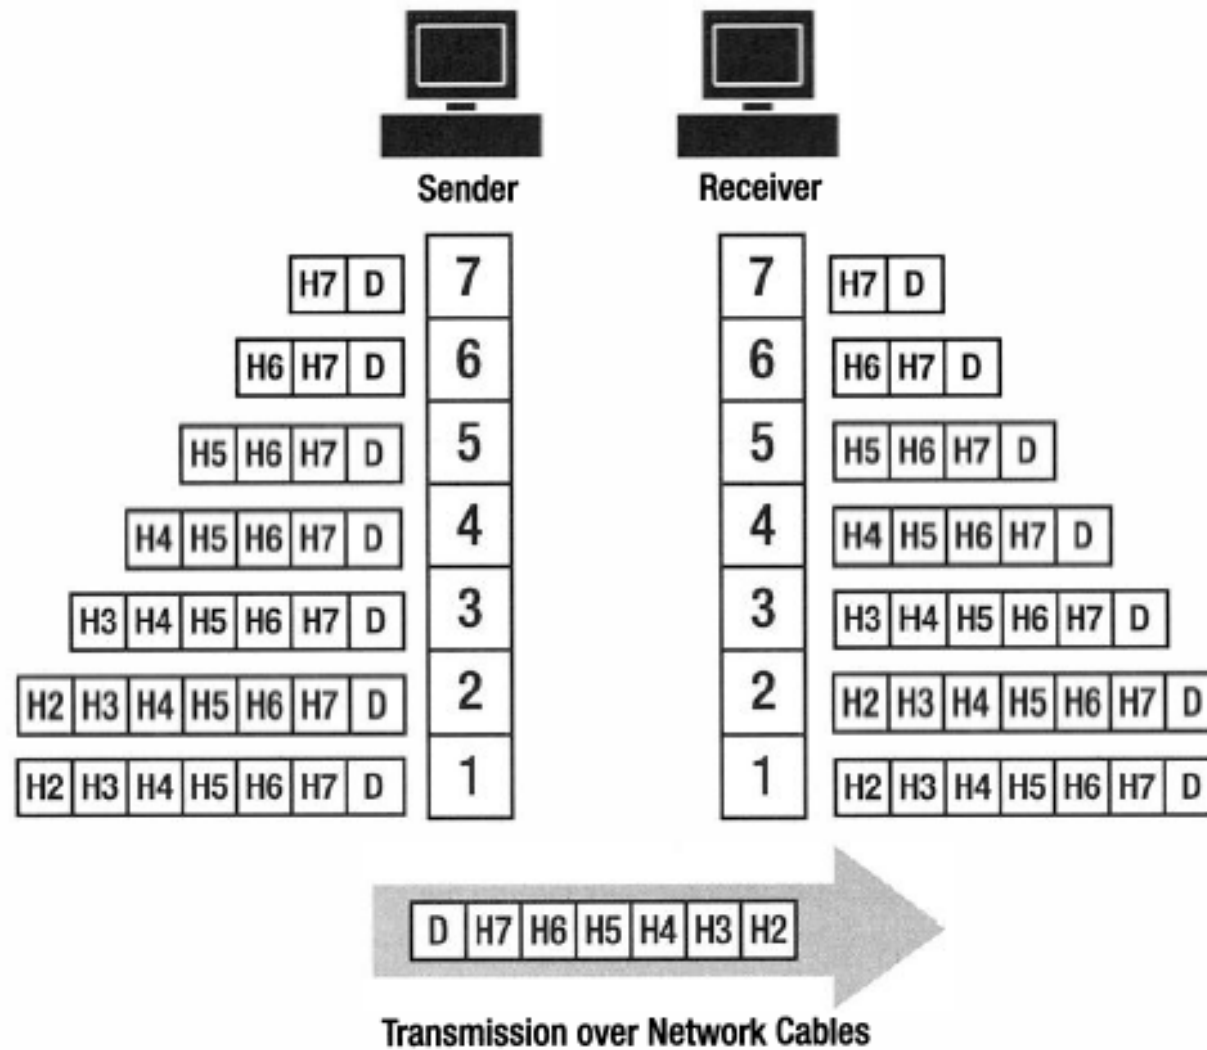 Sender Receiver
H7 D 7 7 H7 D
H6 H7 D 6 6 H6 H7 D
H5 H6 H7 D 5 5 H5 H6 H7 D
H4 H5 H6 H7 D 4 4 H4 H5 H6 H7 D
H3 H4 H5 H6 H7 D 3 3 H3 H4 H5 H6 H7 D
H2 H3 H4 H5 H6 H7 D 2 2 H2 H3 H4 H5 H6 H7 D
H2 H3 H4 H5 H6 H7 D 1 1 H2 H3 H4 H5 H6 H7 D
D H7 H6 H5 H4 H3 H2
Transmission over Network Cables